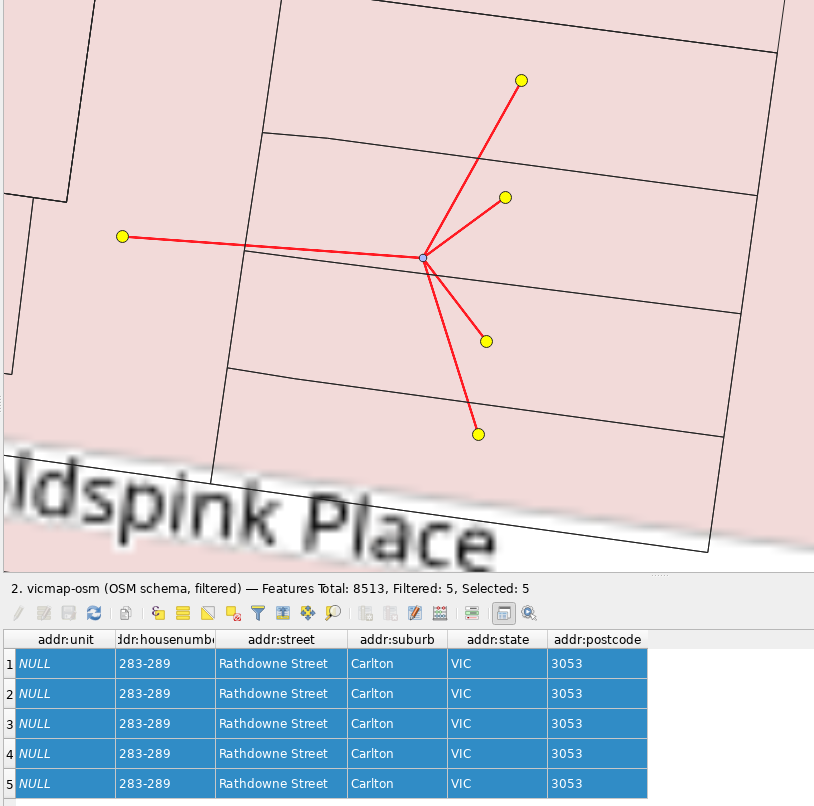 ldspink Place
2. vicmap-osm (OSM schema, filtered) — Features Total: 8513, Filtered: 5, Selected: 5
addr:unit ddr:housenumbe addr:street addr:suburb addr:state addr:postcode
1 NULL 283-289 Rathdowne Street Carlton VIC 3053
2 NULL 283-289 Rathdowne Street Carlton VIC 3053
3 NULL 283-289 Rathdowne Street Carlton VIC 3053
4 NULL 283-289 Rathdowne Street Carlton VIC 3053
5 NULL 283-289 Rathdowne Street Carlton VIC 3053